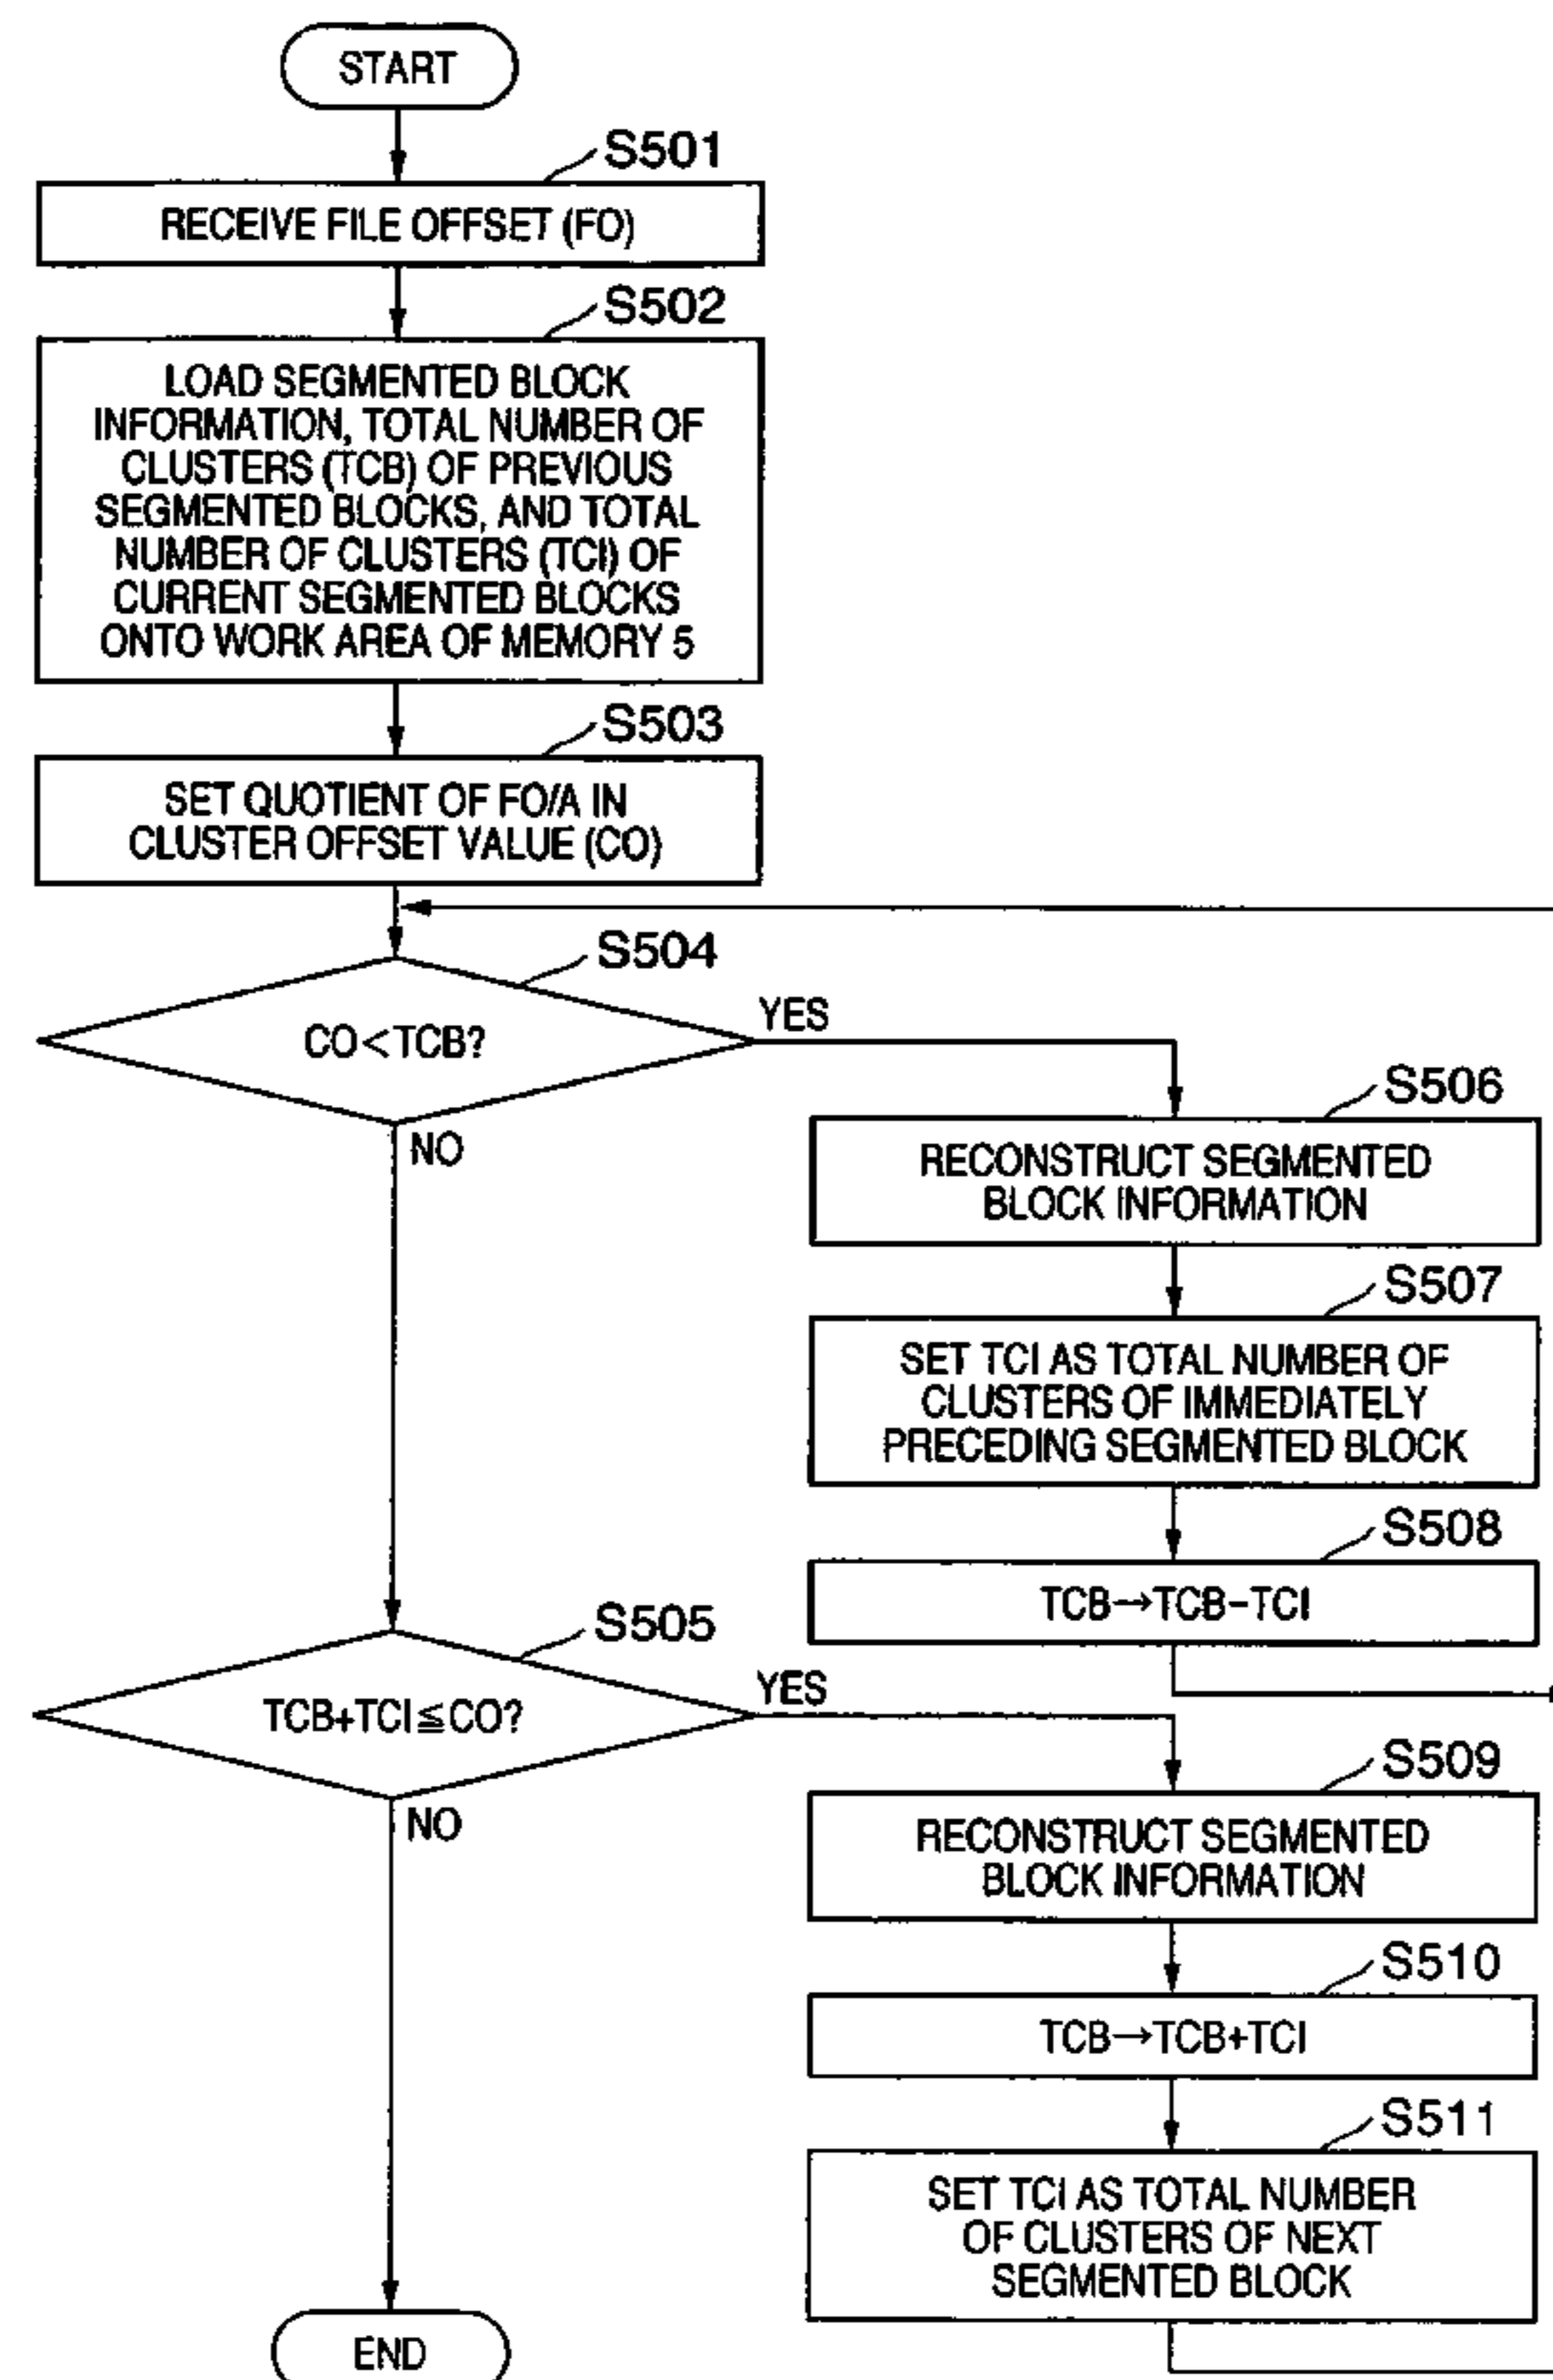 START
S501
RECEIVE FILE OFFSET (FO)
S502
LOAD SEGMENTED BLOCK
INFORMATION, TOTAL NUMBER OF
CLUSTERS (TCB) OF PREVIOUS
SEGMENTED BLOCKS, AND TOTAL
NUMBER OF CLUSTERS (TCI) OF
CURRENT SEGMENTED BLOCKS
ONTO WORK AREA OF MEMORY 5
S503
SET QUOTIENT OF FO/A IN
CLUSTER OFFSET VALUE (CO)
S504
CO<TCB?
YES
NO
S506
RECONSTRUCT SEGMENTED
BLOCK INFORMATION
S507
SET TCI AS TOTAL NUMBER OF
CLUSTERS OF IMMEDIATELY
PRECEDING SEGMENTED BLOCK
S508
TCB→TCB-TCI
S505
TCB+TCI≦CO?
YES
NO
S509
RECONSTRUCT SEGMENTED
BLOCK INFORMATION
S510
TCB→TCB+TCI
S511
SET TCI AS TOTAL NUMBER
OF CLUSTERS OF NEXT
SEGMENTED BLOCK
END